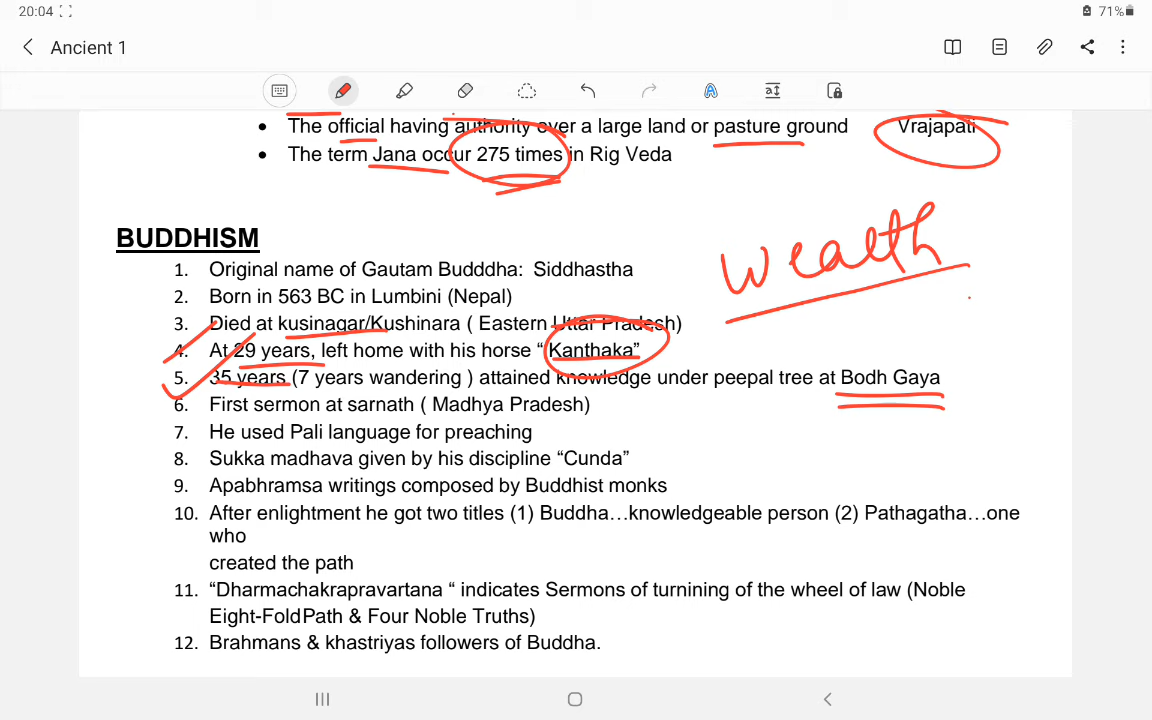 20:04
71%
Ancient 1
The official having authority over a large land or pasture ground Vrajapati
The term Jana occur 275 times in Rig Veda
wealth
BUDDHISM
1. Original name of Gautam Budddha: Siddhastha
2. Born in 563 BC in Lumbini (Nepal)
3. Died at kusinagar/Kushinara ( Eastern Uttar Pradesh)
4. At 29 years, left home with his horse “ Kanthaka”
5. 35 years (7 years wandering ) attained knowledge under peepal tree at Bodh Gaya
6. First sermon at sarnath ( Madhya Pradesh)
7. He used Pali language for preaching
8. Sukka madhava given by his discipline “Cunda”
9. Apabhramsa writings composed by Buddhist monks
10. After enlightment he got two titles (1) Buddha…knowledgeable person (2) Pathagatha…one
who
created the path
11. “Dharmachakrapravartana “ indicates Sermons of turnining of the wheel of law (Noble
Eight-FoldPath & Four Noble Truths)
12. Brahmans & khastriyas followers of Buddha.